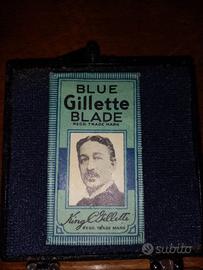 BLUE
Gillette
BLADE
REGD. TRADE MARK
King C Gillette
REGD. TRADE MARK
subito